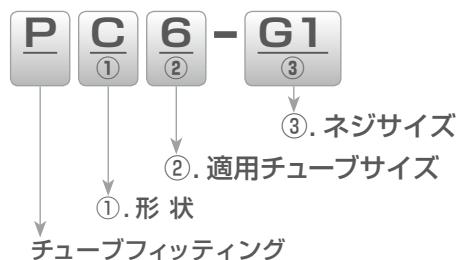 P C 6 - G1
① ② ③
③. ネジサイズ
②. 適用チューブサイズ
①. 形 状
チューブフィッティング